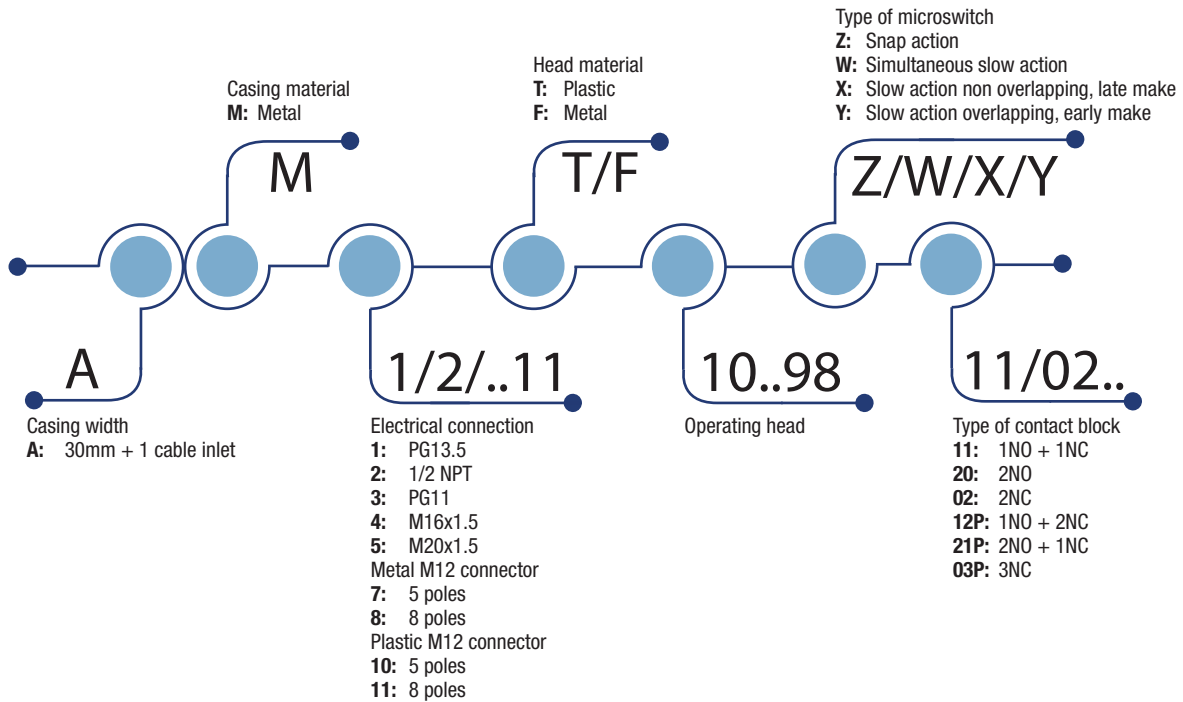 Type of microswitch
Z: Snap action
W: Simultaneous slow action
X: Slow action non overlapping, late make
Y: Slow action overlapping, early make
Head material
T: Plastic
F: Metal
Casing material
M: Metal
M
T/F
Z/W/X/Y
A
1/2/..11
10..98
11/02..
Casing width
A: 30mm + 1 cable inlet
Electrical connection
1: PG13.5
2: 1/2 NPT
3: PG11
4: M16x1.5
5: M20x1.5
Metal M12 connector
7: 5 poles
8: 8 poles
Plastic M12 connector
10: 5 poles
11: 8 poles
Operating head
Type of contact block
11: 1NO + 1NC
20: 2NO
02: 2NC
12P: 1NO + 2NC
21P: 2NO + 1NC
03P: 3NC